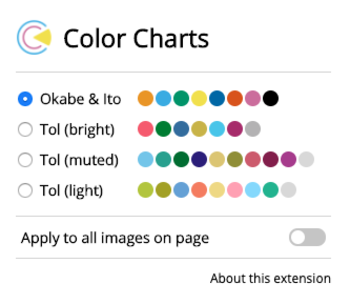 Color Charts
Okabe & Ito
Tol (bright)
Tol (muted)
Tol (light)
Apply to all images on page
About this extension